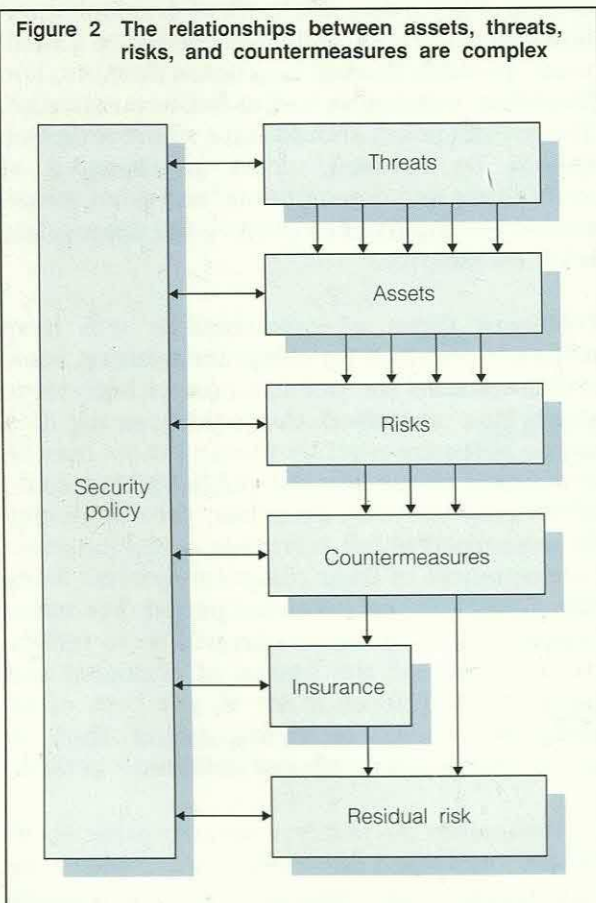 Figure 2 The relationships between assets, threats,
risks, and countermeasures are complex
Threats
Assets
Risks
Security
policy
Countermeasures
Insurance
Residual risk